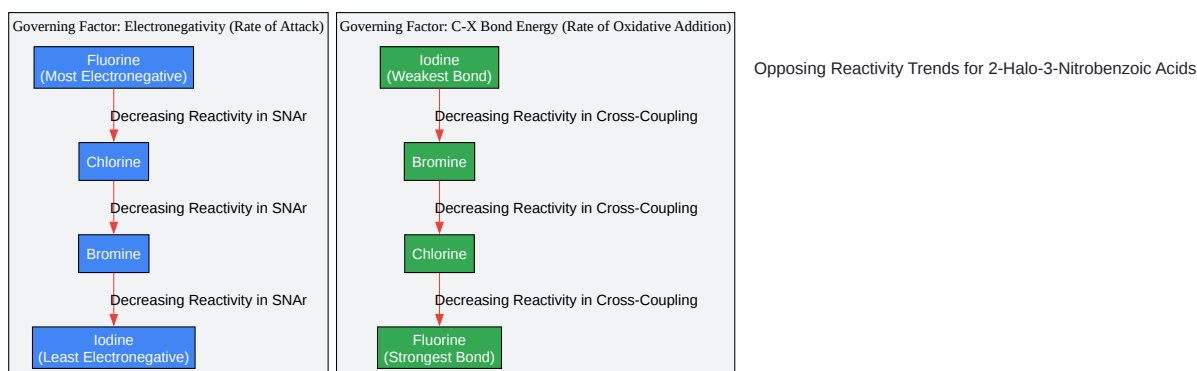 Governing Factor: Electronegativity (Rate of Attack)
Fluorine
(Most Electronegative)
Decreasing Reactivity in SNAr
Chlorine
Decreasing Reactivity in SNAr
Bromine
Decreasing Reactivity in SNAr
Iodine
(Least Electronegative)
Governing Factor: C-X Bond Energy (Rate of Oxidative Addition)
Iodine
(Weakest Bond)
Decreasing Reactivity in Cross-Coupling
Bromine
Decreasing Reactivity in Cross-Coupling
Chlorine
Decreasing Reactivity in Cross-Coupling
Fluorine
(Strongest Bond)
Opposing Reactivity Trends for 2-Halo-3-Nitrobenzoic Acids